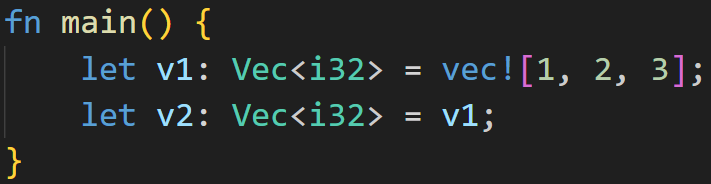 fn main() {
    let v1: Vec<i32> = vec![1, 2, 3];
    let v2: Vec<i32> = v1;
}